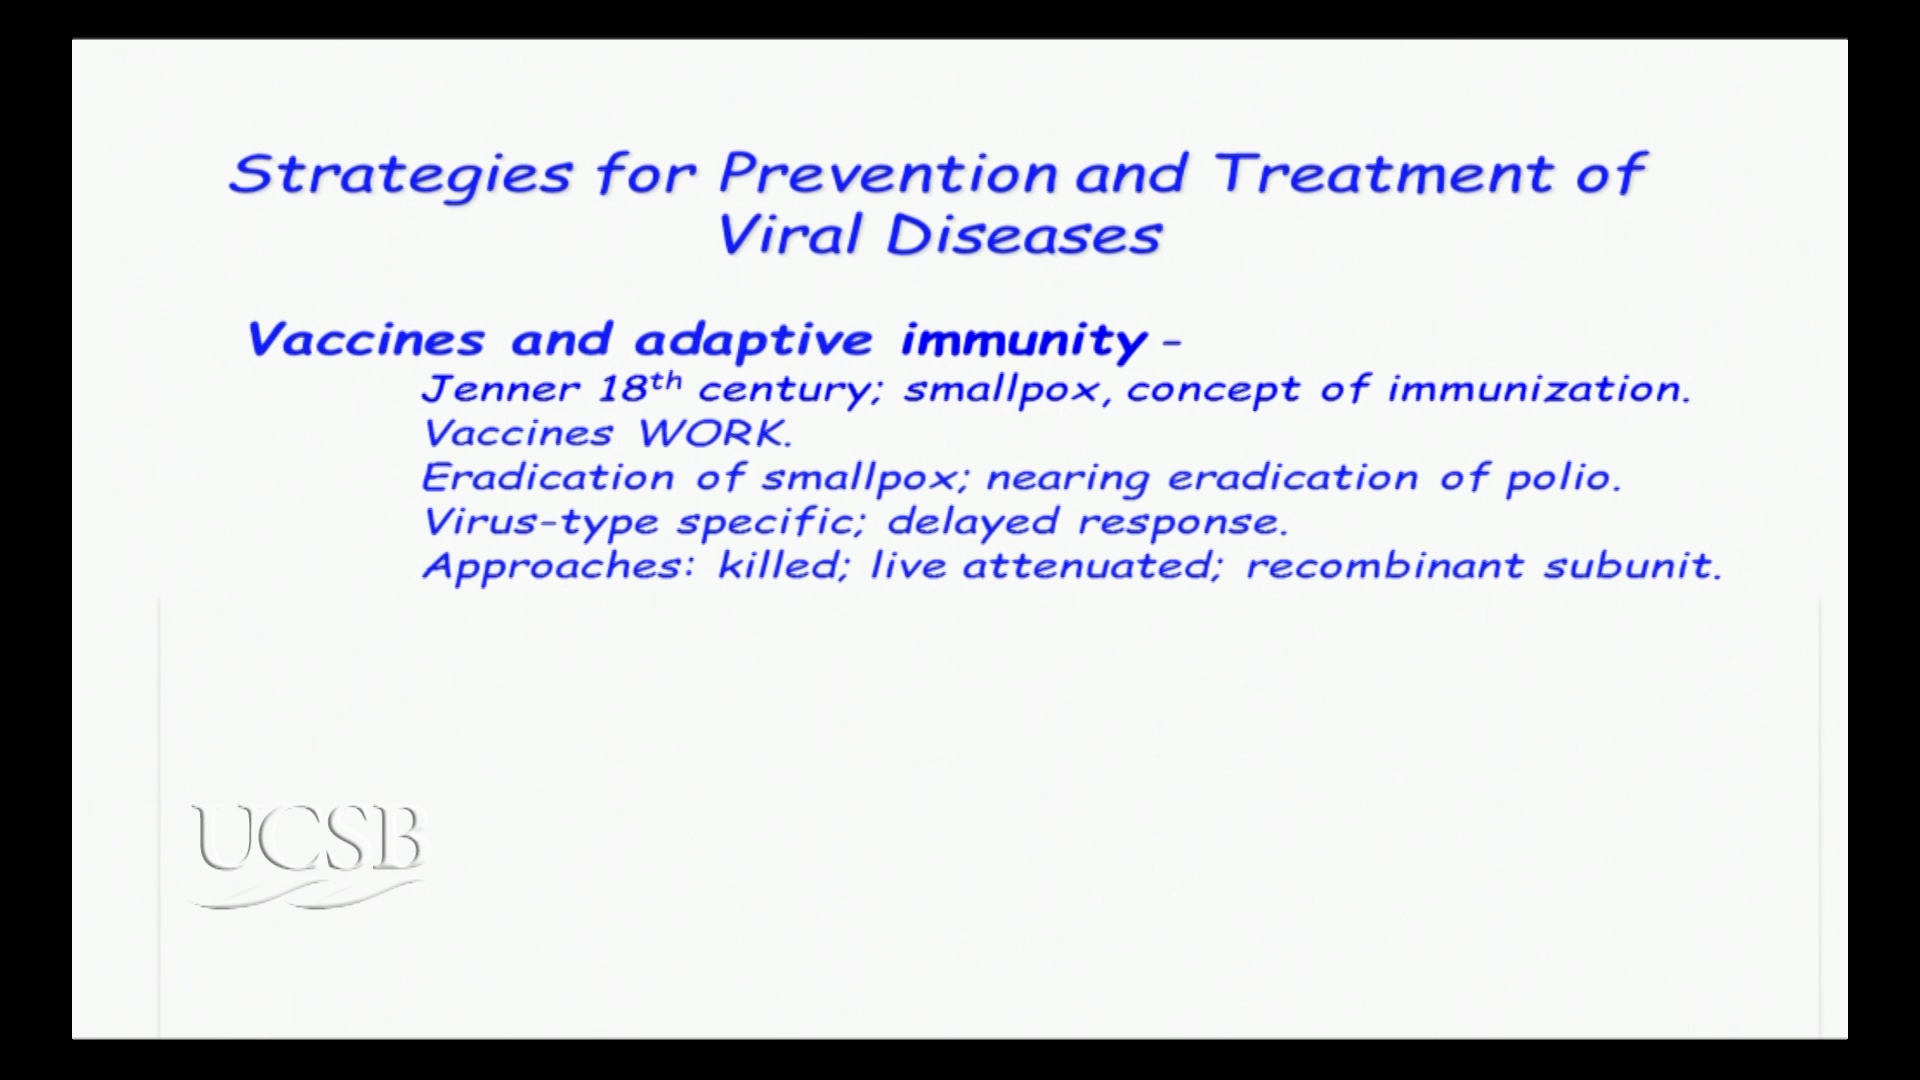 Strategies for Prevention and Treatment of
Viral Diseases
Vaccines and adaptive immunity -
Jenner 18th century; smallpox, concept of immunization.
Vaccines WORK.
Eradication of smallpox; nearing eradication of polio.
Virus-type specific; delayed response.
Approaches: killed; live attenuated; recombinant subunit.
UCSB